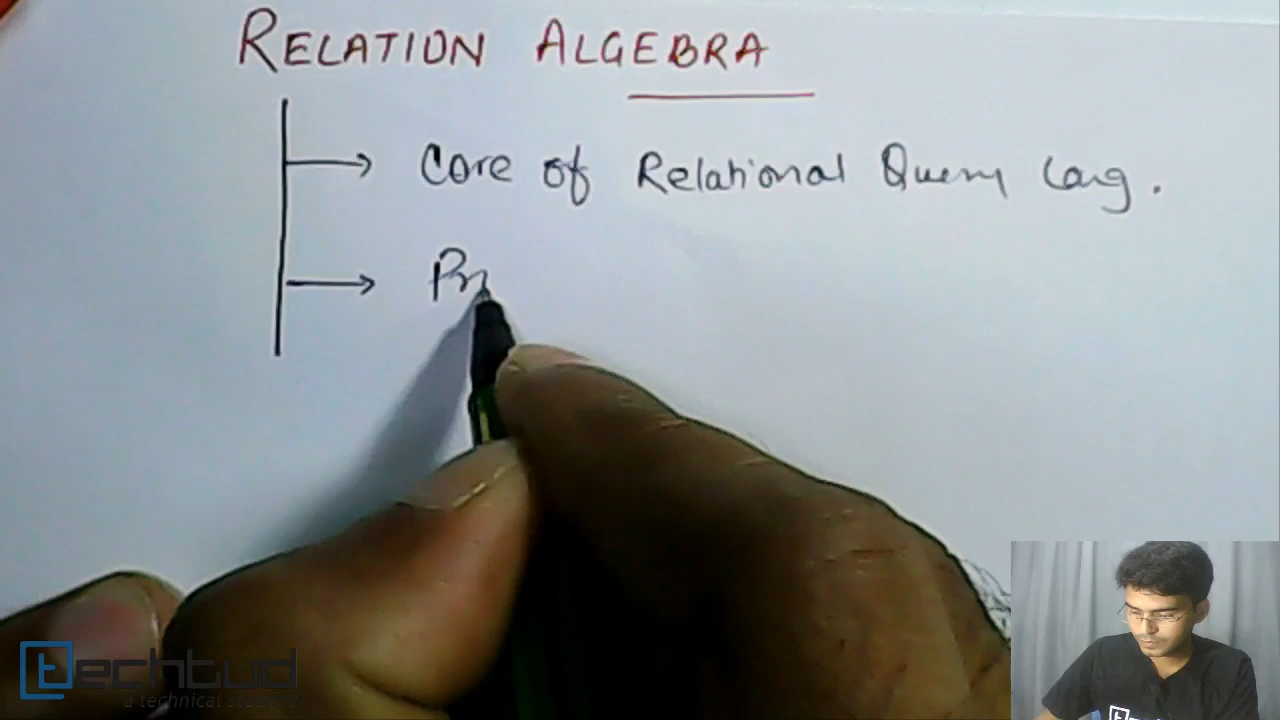 RELATION ALGEBRA
Core of Relational Query Lang.
Pr
techtud
a technical student